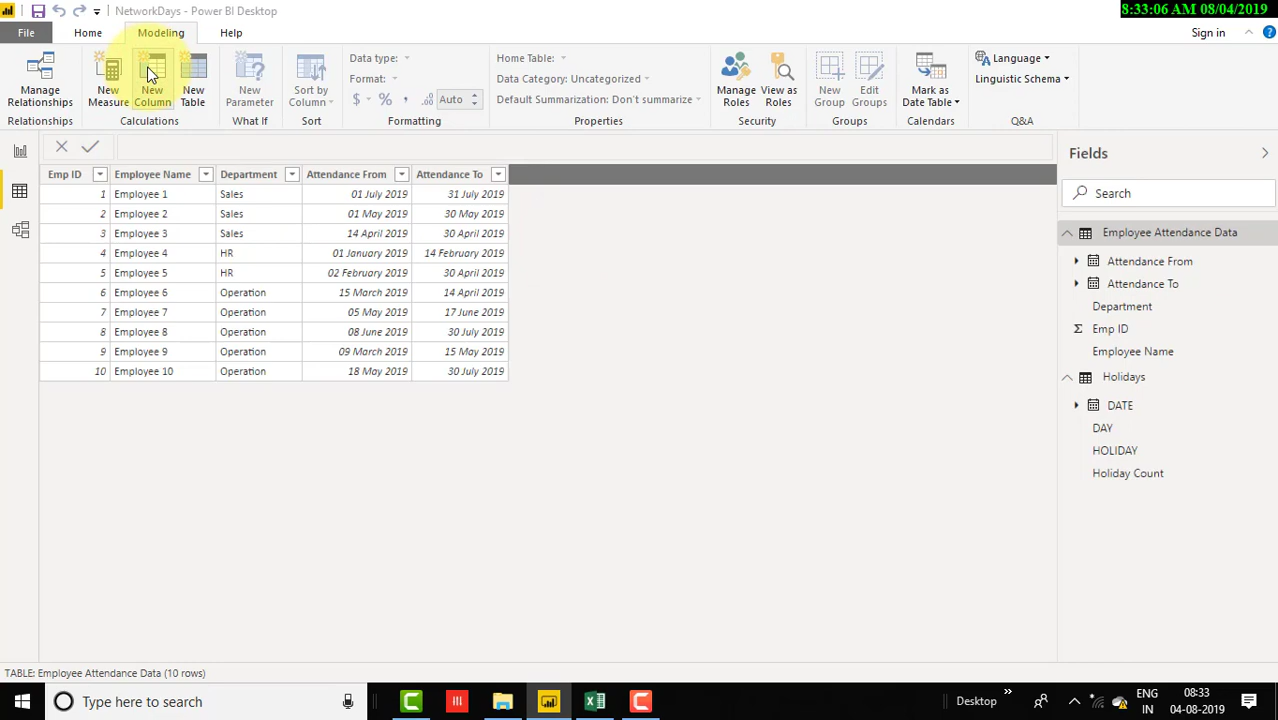 NetworkDays - Power BI Desktop
8:33:06 AM 08/04/2019
File Home Modeling Help Sign in
Manage Relationships
New Measure
New Column
New Table
New Parameter
Sort by Column
Data type:
Format:
$ % , Auto
Home Table:
Data Category: Uncategorized
Default Summarization: Don't summarize
Manage Roles
View as Roles
New Group
Edit Groups
Mark as Date Table
Language
Linguistic Schema
Relationships Calculations What If Sort Formatting Properties Security Groups Calendars Q&A
Emp ID Employee Name Department Attendance From Attendance To
1 Employee 1 Sales 01 July 2019 31 July 2019
2 Employee 2 Sales 01 May 2019 30 May 2019
3 Employee 3 Sales 14 April 2019 30 April 2019
4 Employee 4 HR 01 January 2019 14 February 2019
5 Employee 5 HR 02 February 2019 30 April 2019
6 Employee 6 Operation 15 March 2019 14 April 2019
7 Employee 7 Operation 05 May 2019 17 June 2019
8 Employee 8 Operation 08 June 2019 30 July 2019
9 Employee 9 Operation 09 March 2019 15 May 2019
10 Employee 10 Operation 18 May 2019 30 July 2019
Fields
Search
Employee Attendance Data
Attendance From
Attendance To
Department
Σ Emp ID
Employee Name
Holidays
DATE
DAY
HOLIDAY
Holiday Count
TABLE: Employee Attendance Data (10 rows)
Type here to search
Desktop
ENG
IN
08:33
04-08-2019